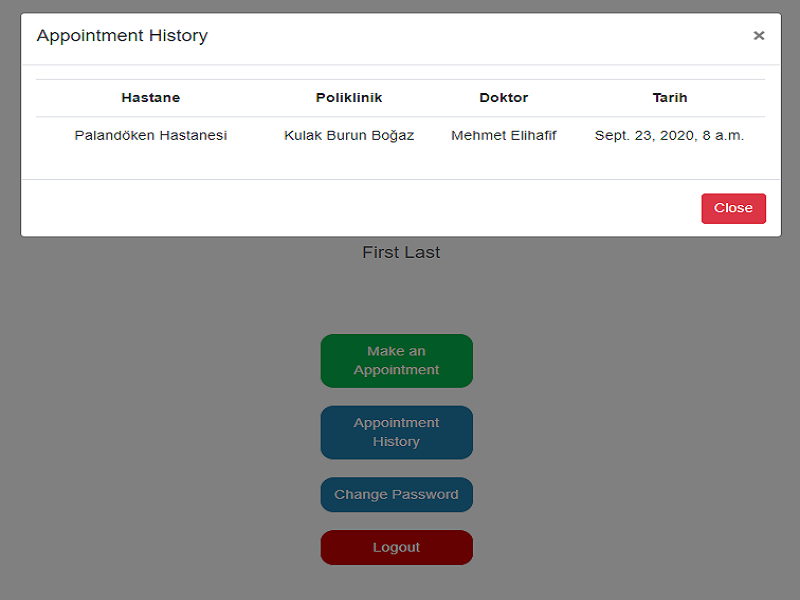 Appointment History ×
Hastane Poliklinik Doktor Tarih
Palandöken Hastanesi Kulak Burun Boğaz Mehmet Elihafif Sept. 23, 2020, 8 a.m.
Close
First Last
Make an
Appointment
Appointment
History
Change Password
Logout